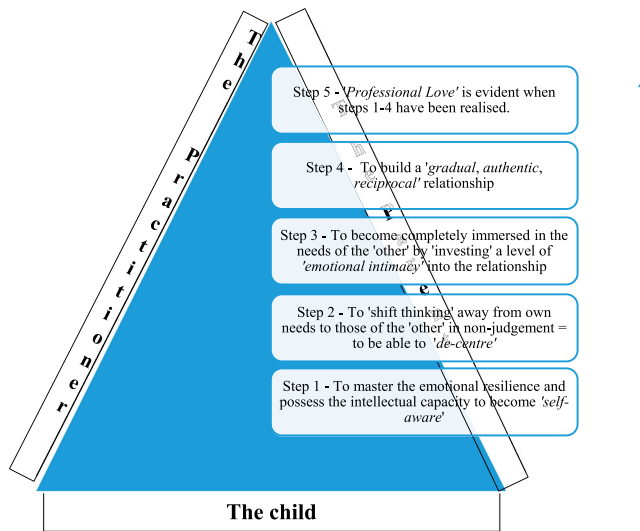 The Practitioner
Step 5 - 'Professional Love' is evident when
steps 1-4 have been realised.
Step 4 - To build a 'gradual, authentic,
reciprocal' relationship
Step 3 - To become completely immersed in the
needs of the 'other' by 'investing' a level of
'emotional intimacy' into the relationship
Step 2 - To 'shift thinking' away from own
needs to those of the 'other' in non-judgement =
to be able to 'de-centre'
Step 1 - To master the emotional resilience and
possess the intellectual capacity to become 'self-
aware'
The child